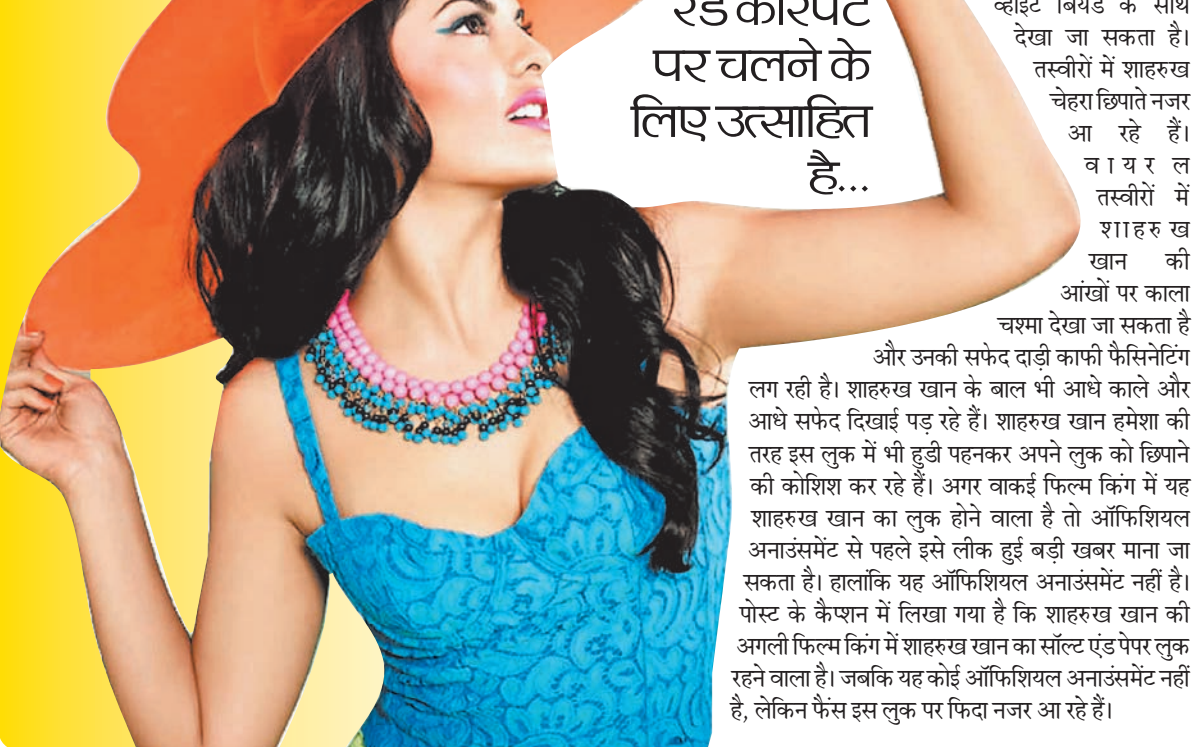 रेड कारपेट
पर चलने के
लिए उत्साहित
है...
व्हाइट बियर्ड के साथ
देखा जा सकता है।
तस्वीरों में शाहरुख
चेहरा छिपाते नजर
आ रहे हैं।
वायरल
तस्वीरों में
शाहरुख
खान की
आंखों पर काला
चश्मा देखा जा सकता है
और उनकी सफेद दाड़ी काफी फैसिनेटिंग
लग रही है। शाहरुख खान के बाल भी आधे काले और
आधे सफेद दिखाई पड़ रहे हैं। शाहरुख खान हमेशा की
तरह इस लुक में भी हुडी पहनकर अपने लुक को छिपाने
की कोशिश कर रहे हैं। अगर वाकई फिल्म किंग में यह
शाहरुख खान का लुक होने वाला है तो ऑफिशियल
अनाउंसमेंट से पहले इसे लीक हुई बड़ी खबर माना जा
सकता है। हालांकि यह ऑफिशियल अनाउंसमेंट नहीं है।
पोस्ट के कैप्शन में लिखा गया है कि शाहरुख खान की
अगली फिल्म किंग में शाहरुख खान का सॉल्ट एंड पेपर लुक
रहने वाला है। जबकि यह कोई ऑफिशियल अनाउंसमेंट नहीं
है, लेकिन फैंस इस लुक पर फिदा नजर आ रहे हैं।